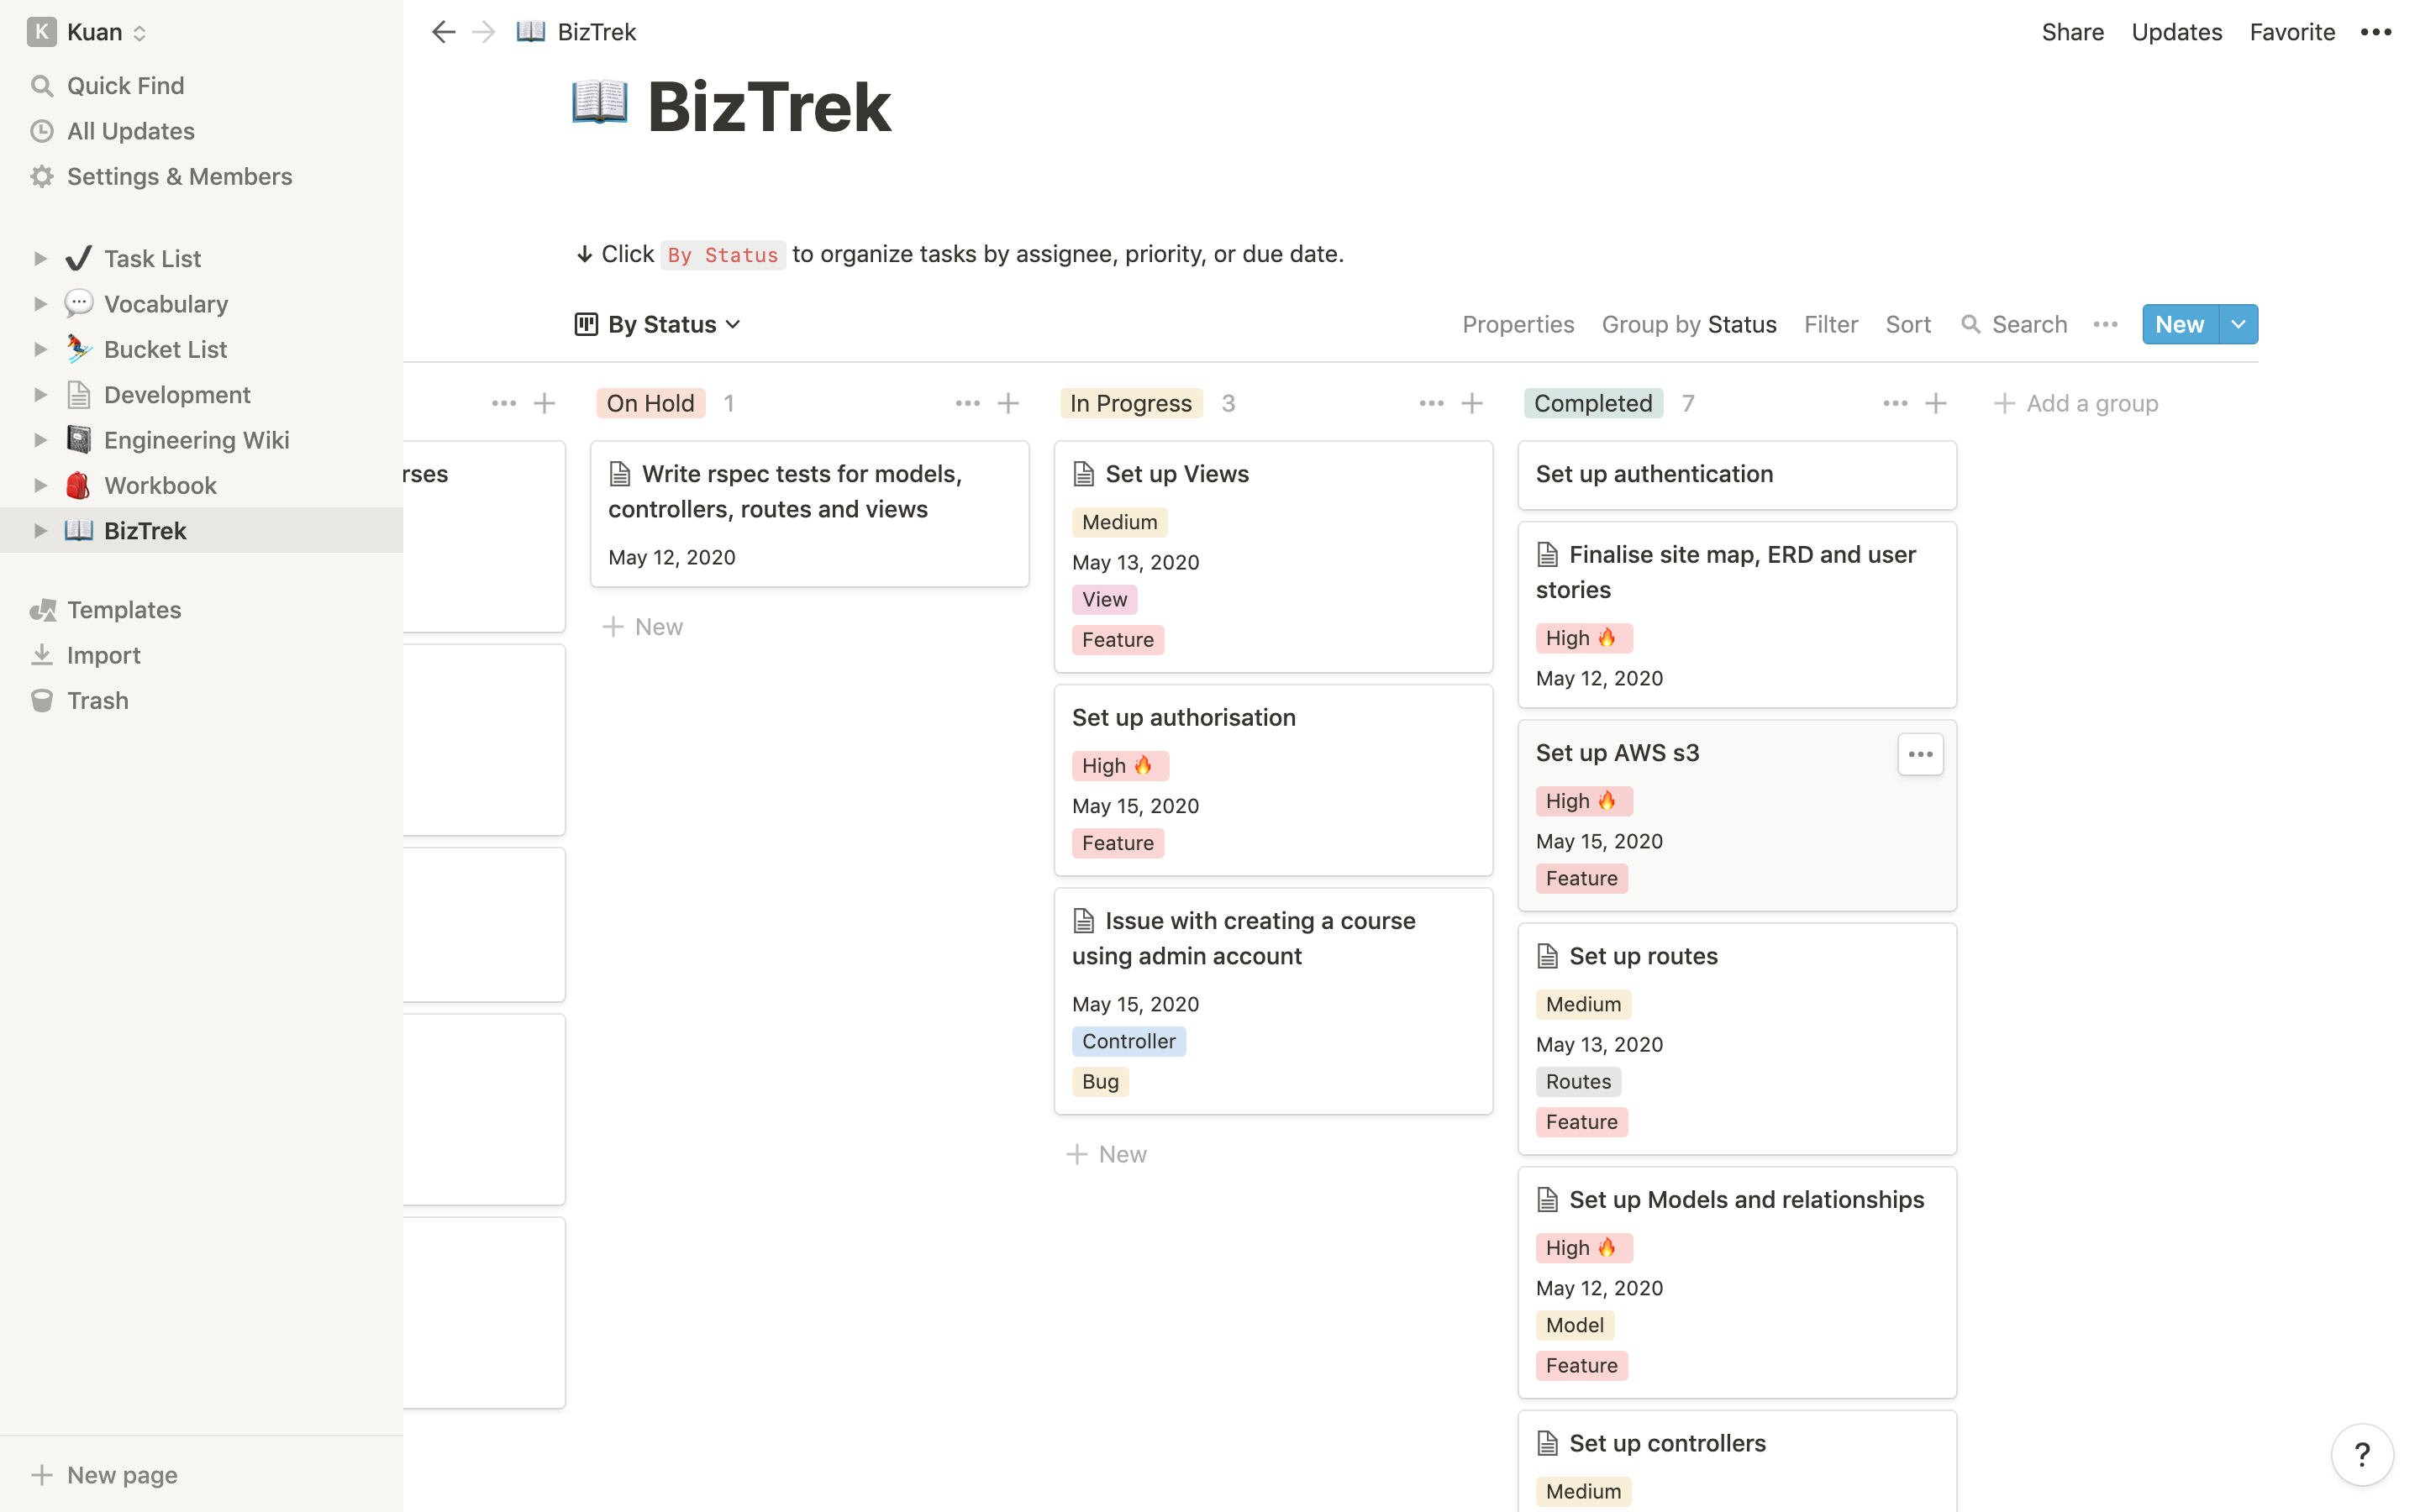 K Kuan
Quick Find
All Updates
Settings & Members
Task List
Vocabulary
Bucket List
Development
Engineering Wiki
Workbook
BizTrek
Templates
Import
Trash
New page
BizTrek
Share Updates Favorite
BizTrek
↓ Click By Status to organize tasks by assignee, priority, or due date.
By Status
Properties Group by Status Filter Sort Search New
rses
On Hold 1
Write rspec tests for models,
controllers, routes and views
May 12, 2020
New
In Progress 3
Set up Views
Medium
May 13, 2020
View
Feature
Set up authorisation
High 🔥
May 15, 2020
Feature
Issue with creating a course
using admin account
May 15, 2020
Controller
Bug
New
Completed 7
Set up authentication
Finalise site map, ERD and user
stories
High 🔥
May 12, 2020
Set up AWS s3
High 🔥
May 15, 2020
Feature
Set up routes
Medium
May 13, 2020
Routes
Feature
Set up Models and relationships
High 🔥
May 12, 2020
Model
Feature
Set up controllers
Medium
Add a group
?